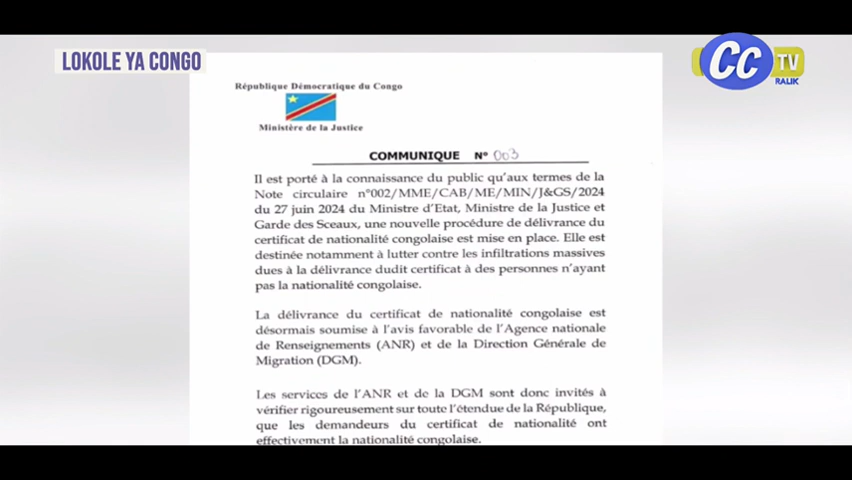 LOKOLE YA CONGO
CC TV
RALIK
République Démocratique du Congo
Ministère de la Justice
COMMUNIQUE N° 003
Il est porté à la connaissance du public qu'aux termes de la
Note circulaire n°002/MME/CAB/ME/MIN/J&GS/2024
du 27 juin 2024 du Ministre d'Etat, Ministre de la Justice et
Garde des Sceaux, une nouvelle procédure de délivrance du
certificat de nationalité congolaise est mise en place. Elle est
destinée notamment à lutter contre les infiltrations massives
dues à la délivrance dudit certificat à des personnes n'ayant
pas la nationalité congolaise.
La délivrance du certificat de nationalité congolaise est
désormais soumise à l'avis favorable de l'Agence nationale
de Renseignements (ANR) et de la Direction Générale de
Migration (DGM).
Les services de l'ANR et de la DGM sont donc invités à
vérifier rigoureusement sur toute l'étendue de la République,
que les demandeurs du certificat de nationalité ont
effectivement la nationalité congolaise.